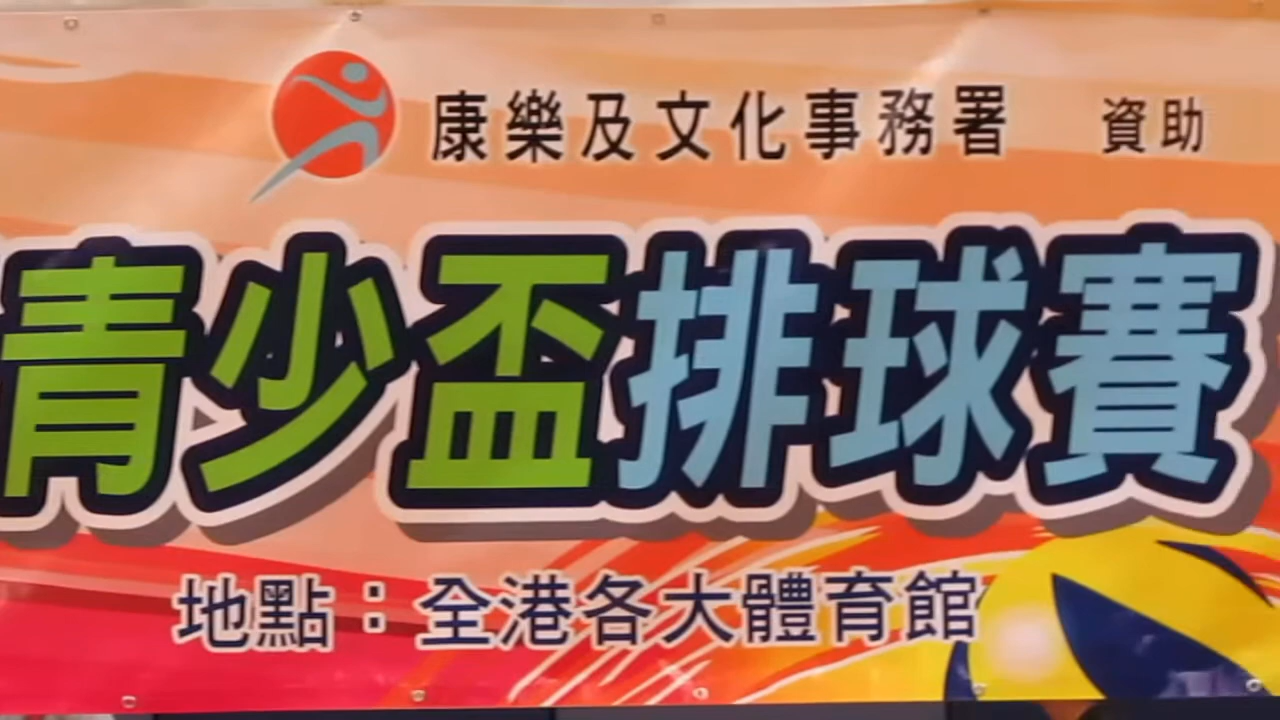 康樂及文化事務署 資助
青少盃排球賽
地點：全港各大體育館